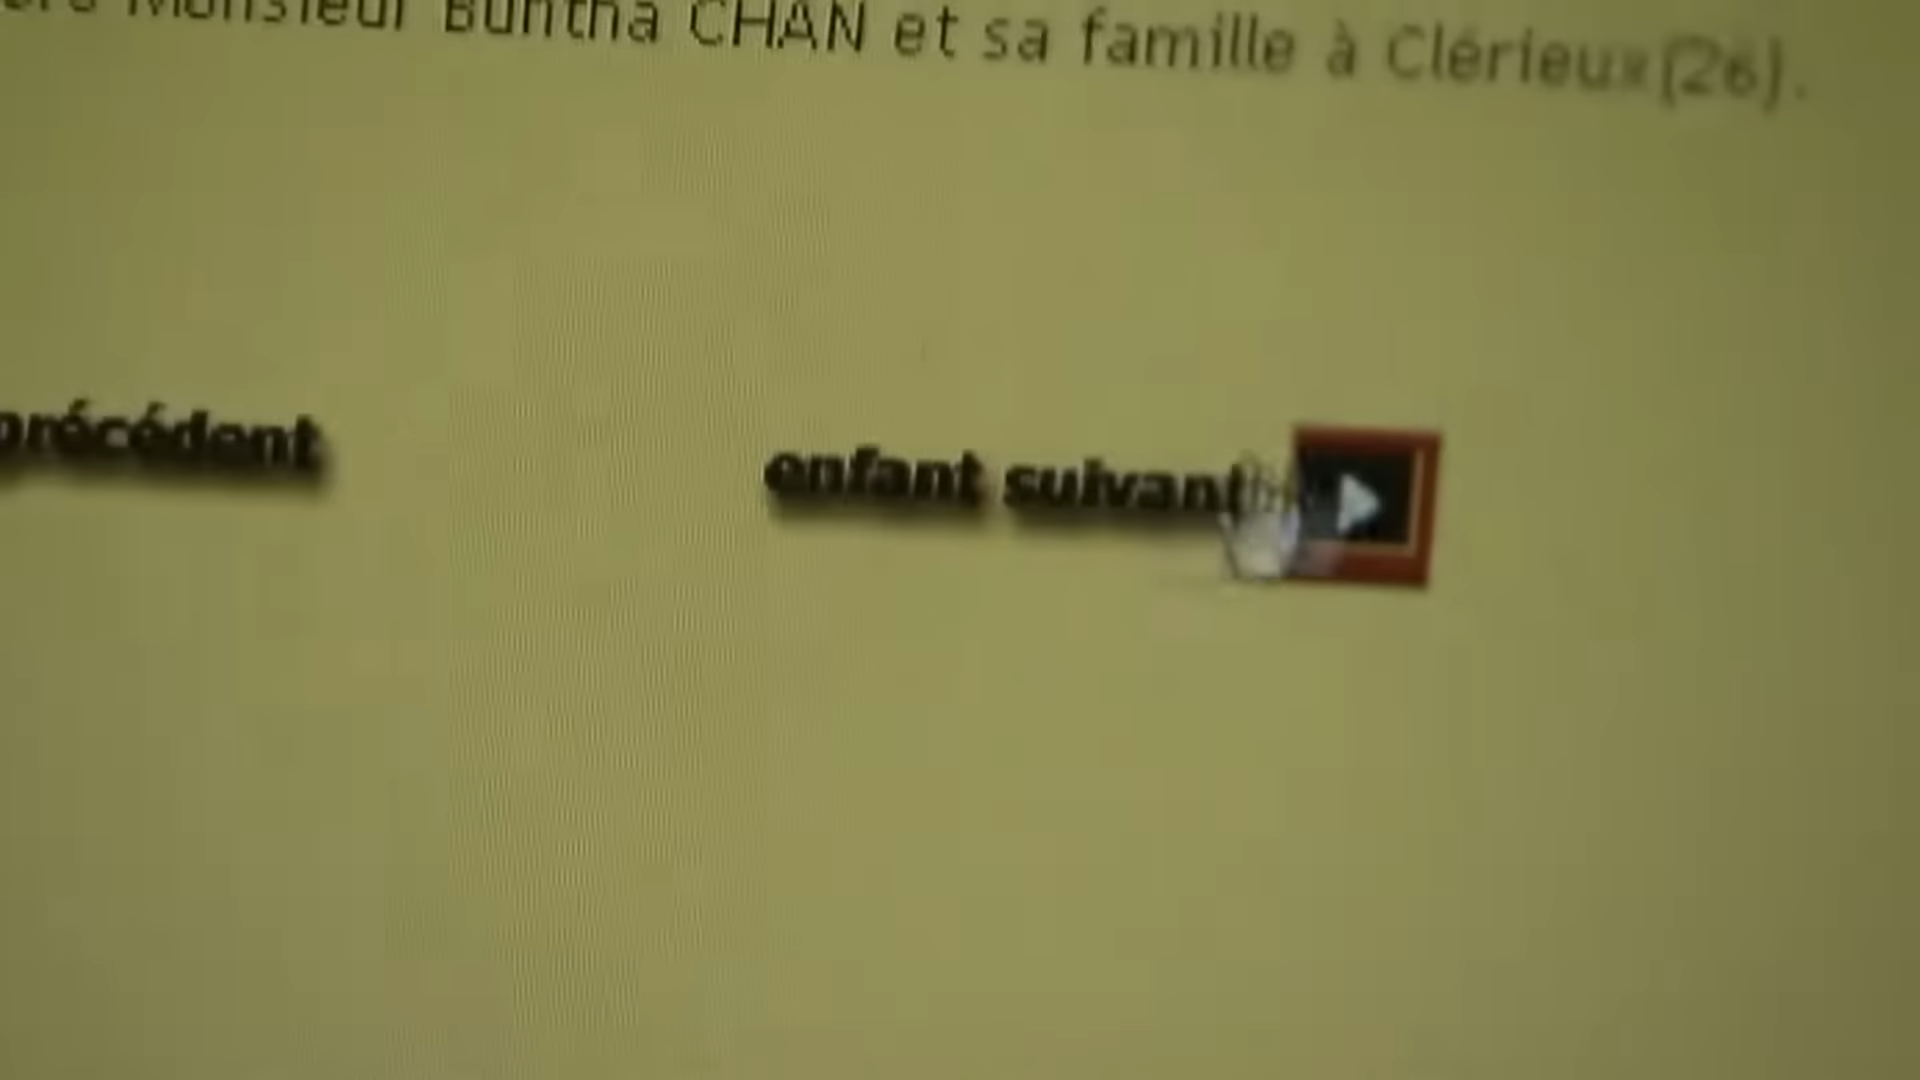 Monsieur Buntha CHAN et sa famille à Clérieux(26).
précédent
enfant suivant